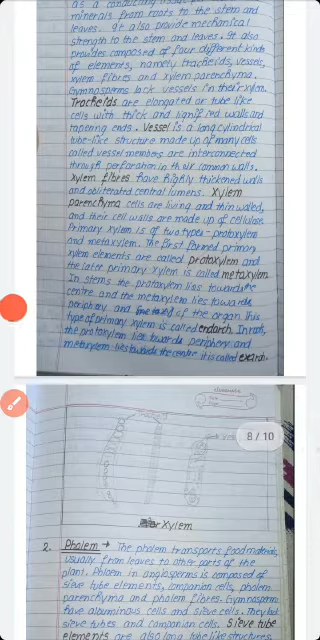 as a conducting
minerals from roots to the stem and
leaves. It also provide mechanical
strength to the stem and leaves. It also
provides composed of four different kinds
of elements, namely tracheids, vessels,
xylem fibres and xylem parenchyma.
Gymnosperms lack vessels in their xylem.
Tracheids are elongated or tube like
cells with thick and lignified walls and
tapering ends. Vessel is a long cylindrical
tube-like structure made up of many cells
called vessel members are interconnected
through perforation in their common walls.
Xylem fibres have highly thickened walls
and obliterated central lumens. Xylem
parenchyma cells are living and thin walled,
and their cell walls are made up of cellulose.
Primary xylem is of two types - protoxylem
and metaxylem. The first formed primary
xylem elements are called protoxylem and
the late primary xylem is called metaxylem
In stems the protoxylem lies towards the
centre and the metaxylem lies towards
periphery and of the organ. This
type of primary xylem is called endarch. In roots,
the protoxylem lies towards periphery and
metaxylem lies towards the centre it is called exarch.
8 / 10
Xylem
2. Pholem → The pholem transports food materials,
usually from leaves to other parts of the
plant. Phloem in angiosperms is composed of
sieve tube elements, companion cells, pholem
parenchyma and pholem fibres. Gymnosperms
have albuminous cells and sieve cells. They lack
sieve tubes and companion cells. Sieve tube
elements are also long tube like structures,